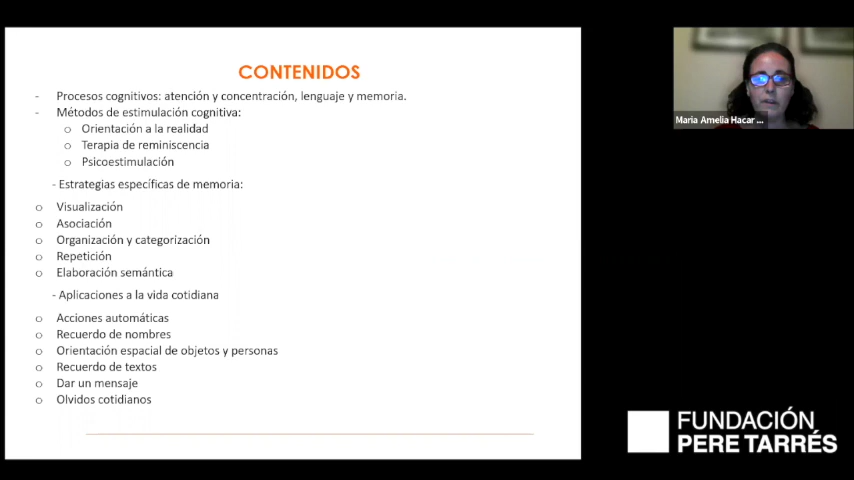 CONTENIDOS
- Procesos cognitivos: atención y concentración, lenguaje y memoria.
- Métodos de estimulación cognitiva:
o Orientación a la realidad
o Terapia de reminiscencia
o Psicoestimulación
- Estrategias específicas de memoria:
o Visualización
o Asociación
o Organización y categorización
o Repetición
o Elaboración semántica
- Aplicaciones a la vida cotidiana
o Acciones automáticas
o Recuerdo de nombres
o Orientación espacial de objetos y personas
o Recuerdo de textos
o Dar un mensaje
o Olvidos cotidianos
Maria Amelia Hacar ...
FUNDACIÓN
PERE TARRÉS